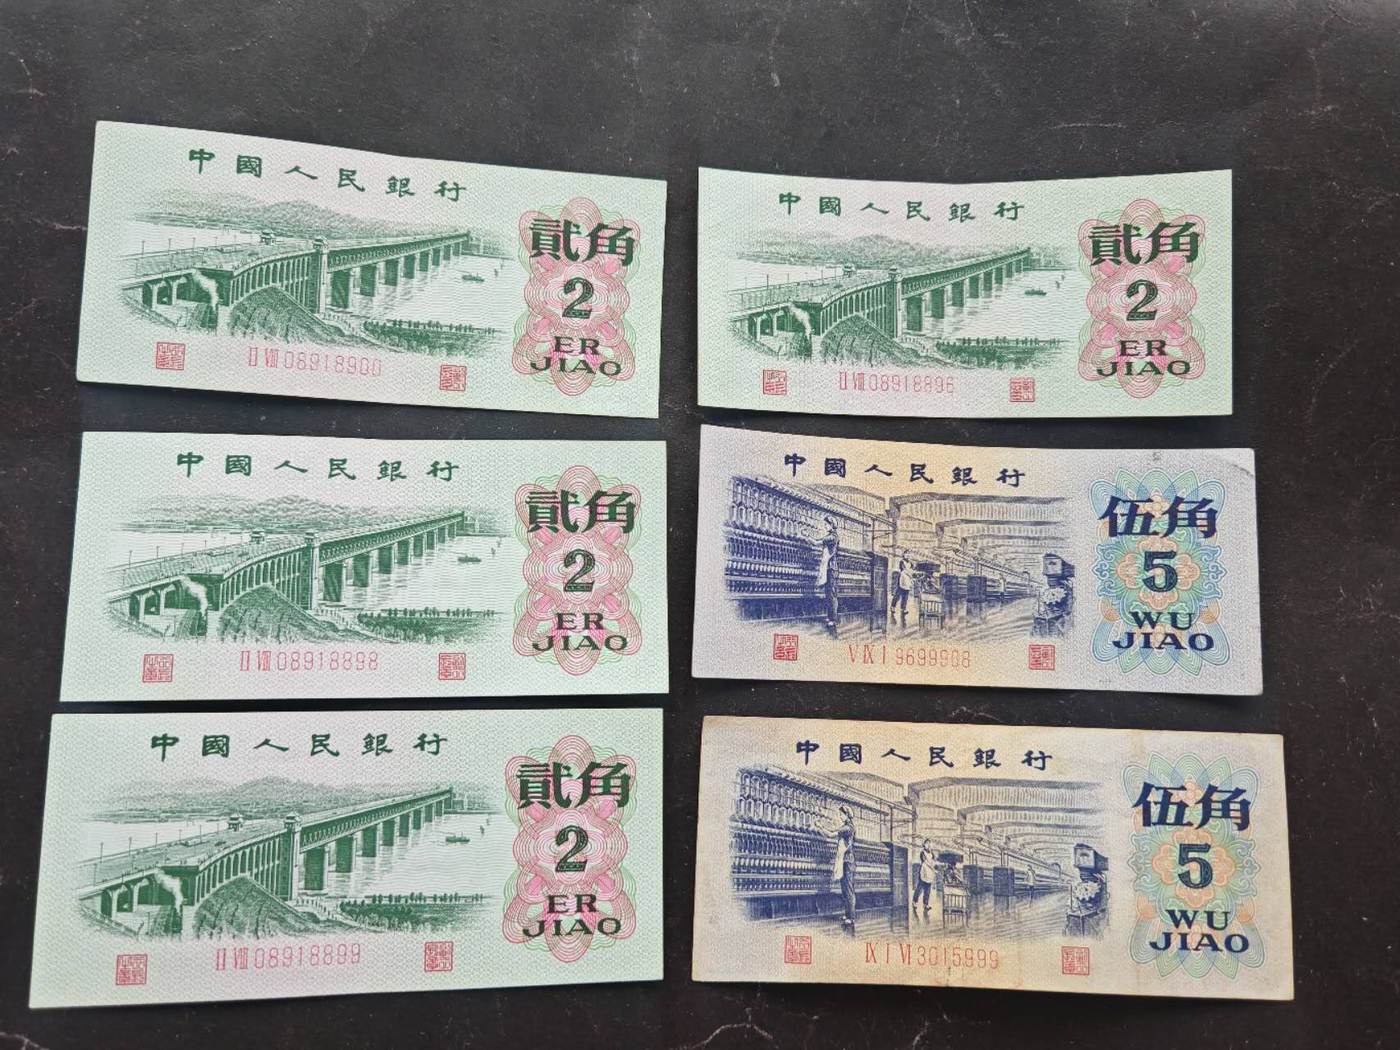 中國人民銀行
貳角
2
ER
JIAO
II VIII 08918900
中國人民銀行
貳角
2
ER
JIAO
II VIII 08918896
中國人民銀行
貳角
2
ER
JIAO
II VIII 08918898
中國人民銀行
伍角
5
WU
JIAO
V IX I 9699908
中國人民銀行
貳角
2
ER
JIAO
II VIII 08918899
中國人民銀行
伍角
5
WU
JIAO
IX I VI 3015999